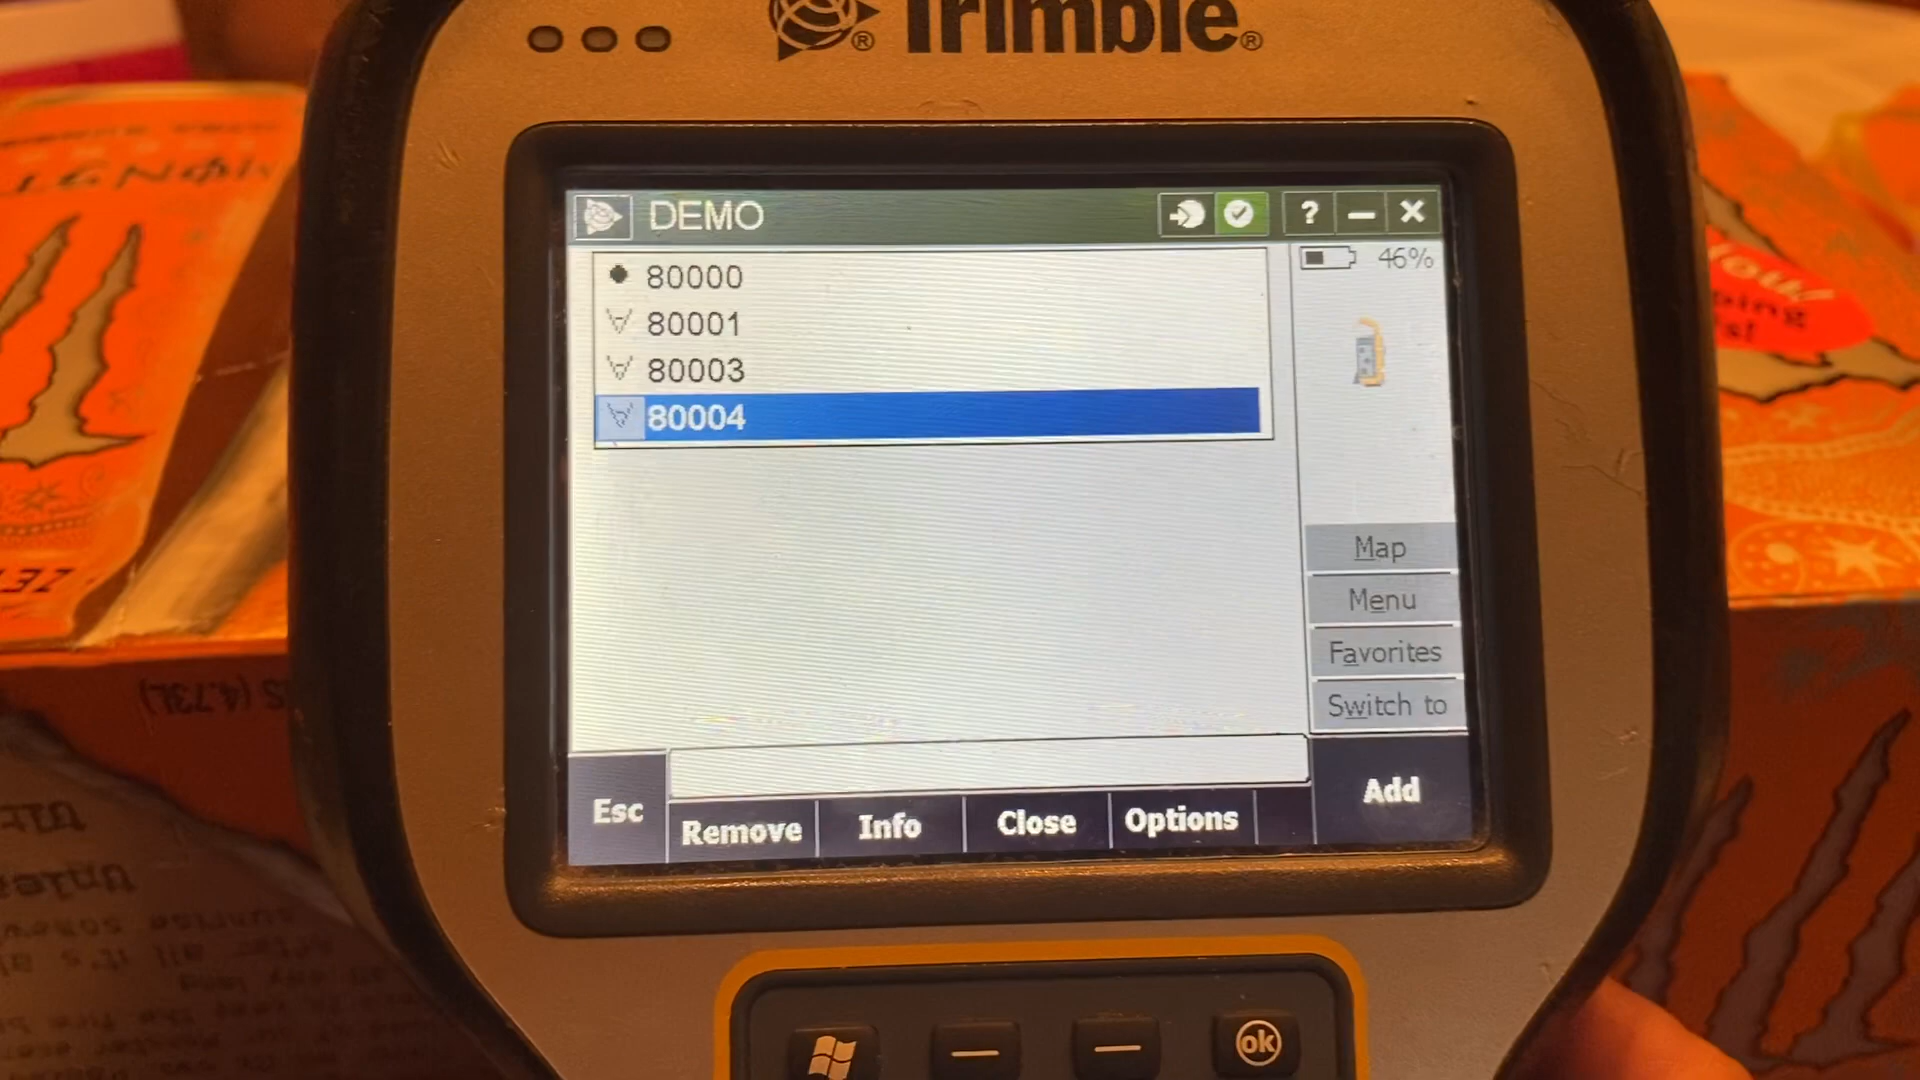 Trimble®
DEMO
46%
80000
80001
80003
80004
Map
Menu
Favorites
Switch to
Esc
Remove
Info
Close
Options
Add
ok